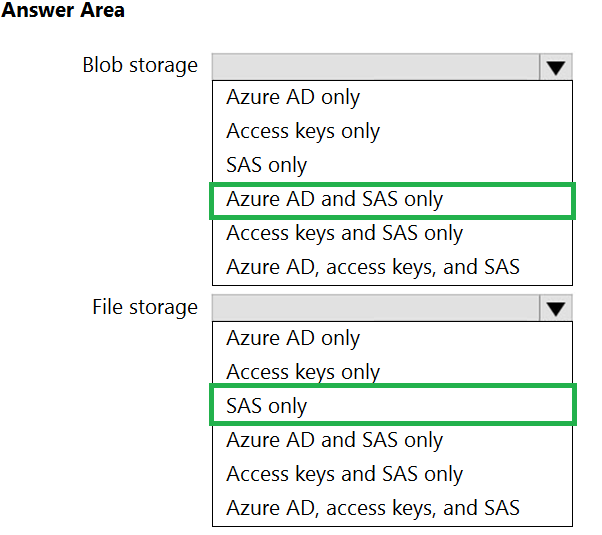 Answer Area
Blob storage
Azure AD only
Access keys only
SAS only
Azure AD and SAS only
Access keys and SAS only
Azure AD, access keys, and SAS
File storage
Azure AD only
Access keys only
SAS only
Azure AD and SAS only
Access keys and SAS only
Azure AD, access keys, and SAS